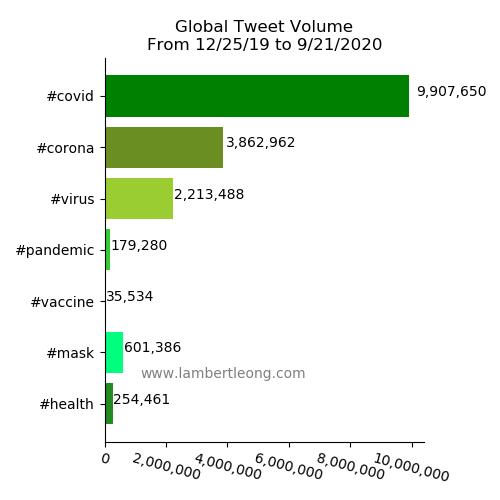 Global Tweet Volume
From 12/25/19 to 9/21/2020
#covid 9,907,650
#corona 3,862,962
#virus 2,213,488
#pandemic 179,280
#vaccine 35,534
#mask 601,386
www.lambertleong.com
#health 254,461
0 2,000,000 4,000,000 6,000,000 8,000,000 10,000,000